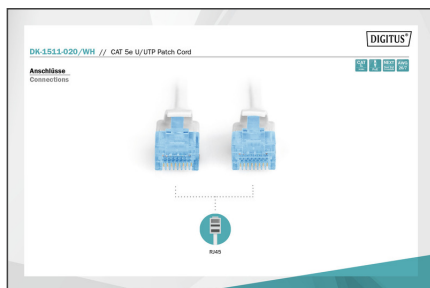 DIGITUS®
DK-1511-020/WH // CAT 5e U/UTP Patch Cord
Anschlüsse
Connections
RJ45